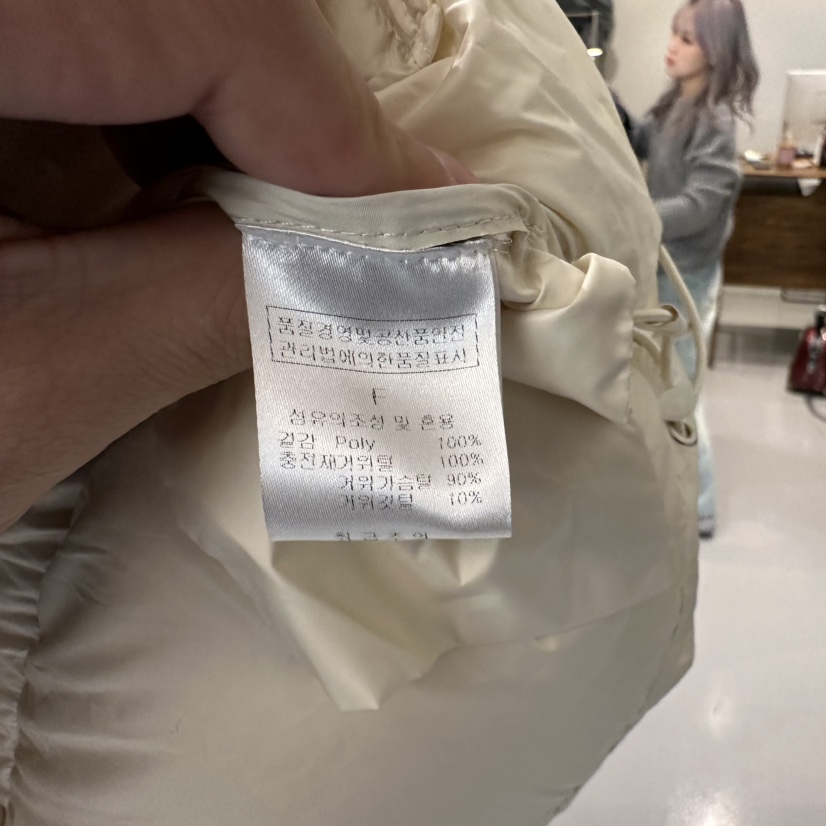 품질경영및공산품안전
관리법에의한품질표시
F
섬유의조성 및 혼용
겉감 Poly 100%
충전재거위털 100%
거위가슴털 90%
거위깃털 10%